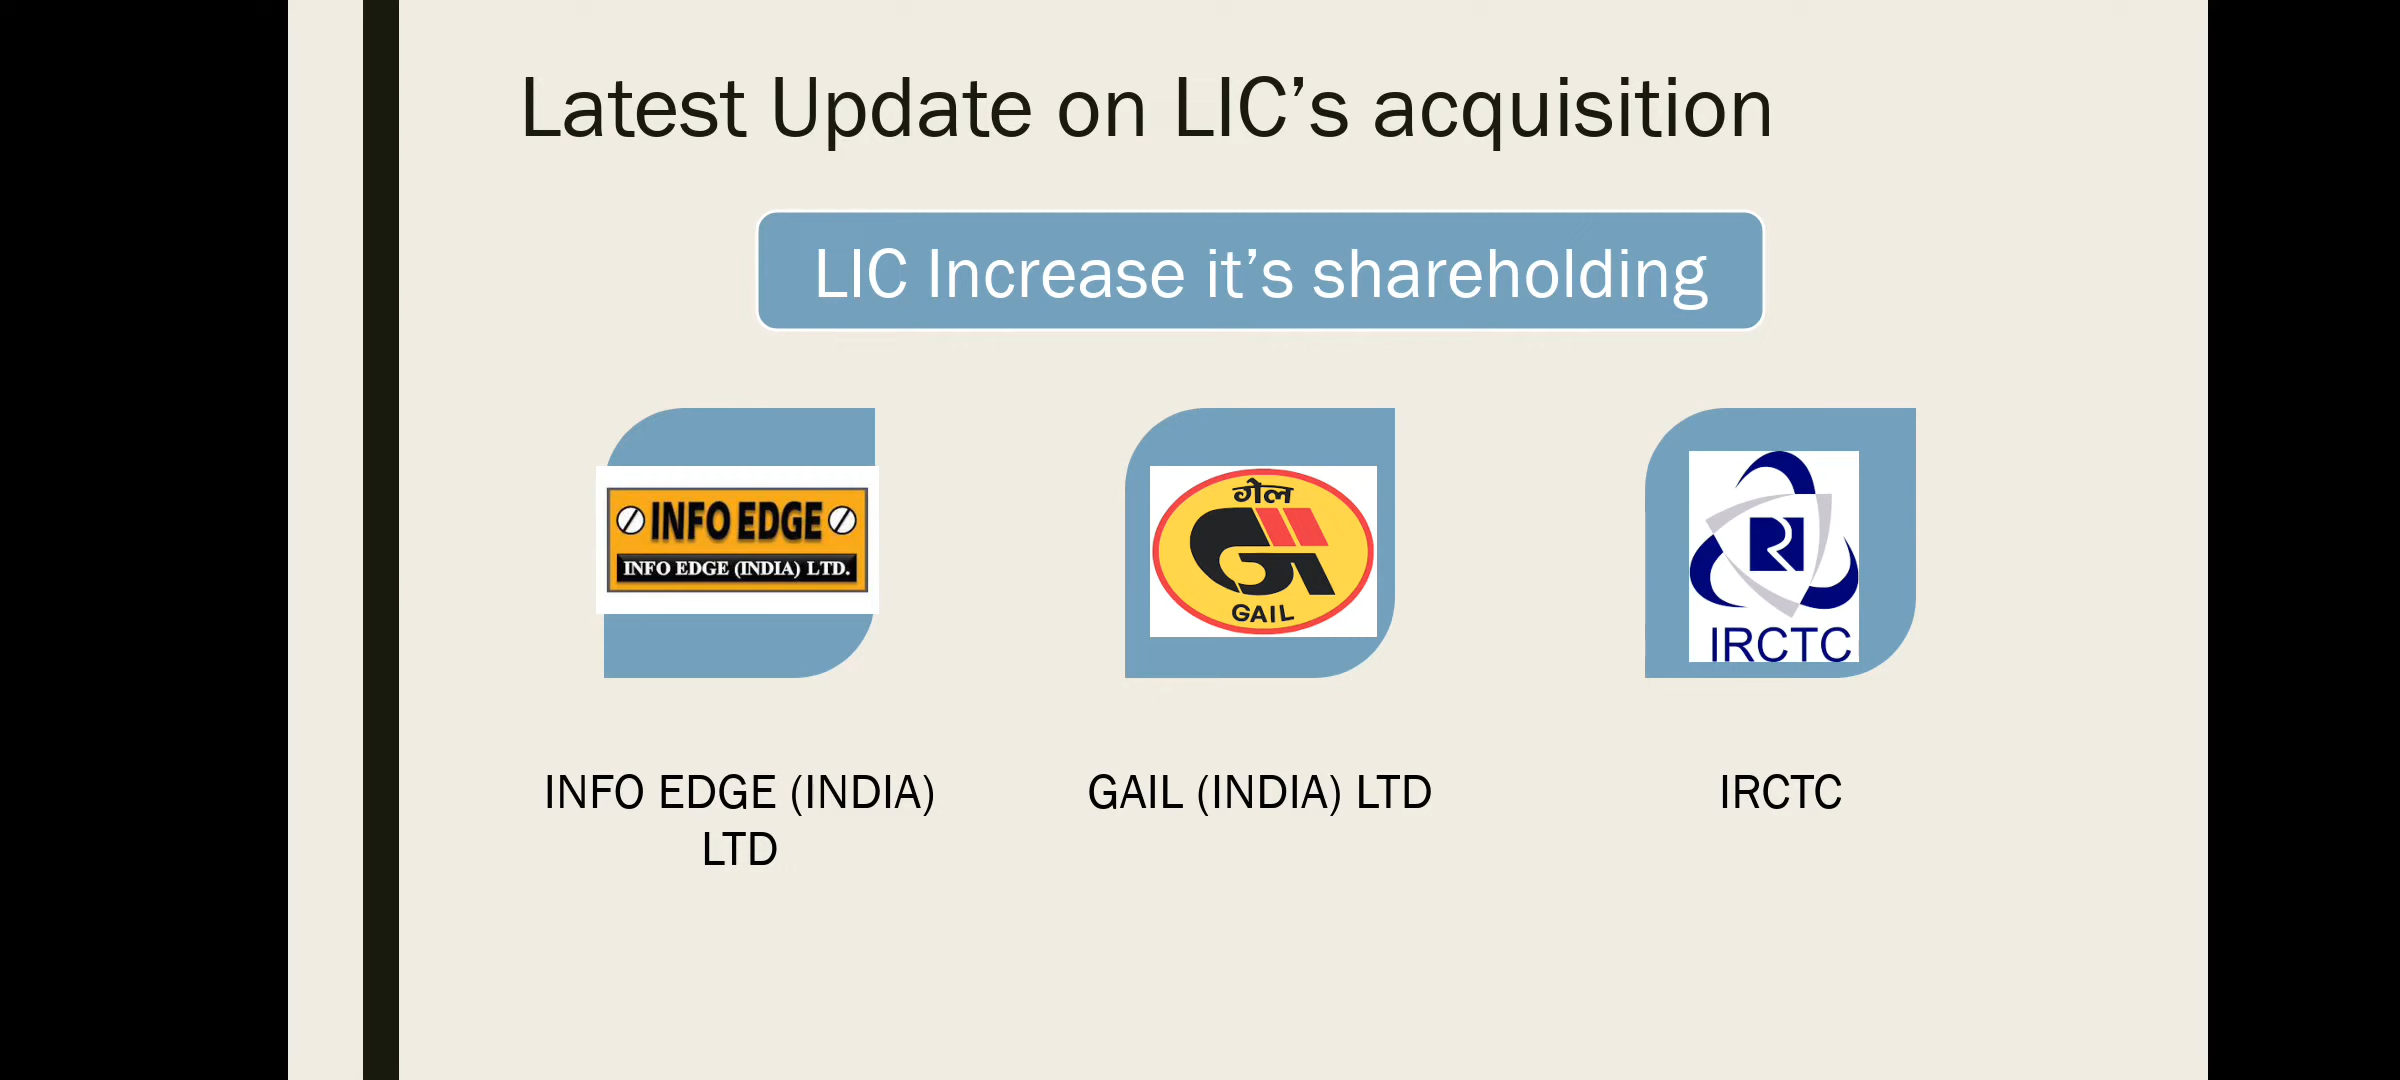 Latest Update on LIC’s acquisition
LIC Increase it’s shareholding
INFO EDGE
INFO EDGE (INDIA) LTD.
गेल
GAIL
IRCTC
INFO EDGE (INDIA)
LTD
GAIL (INDIA) LTD
IRCTC